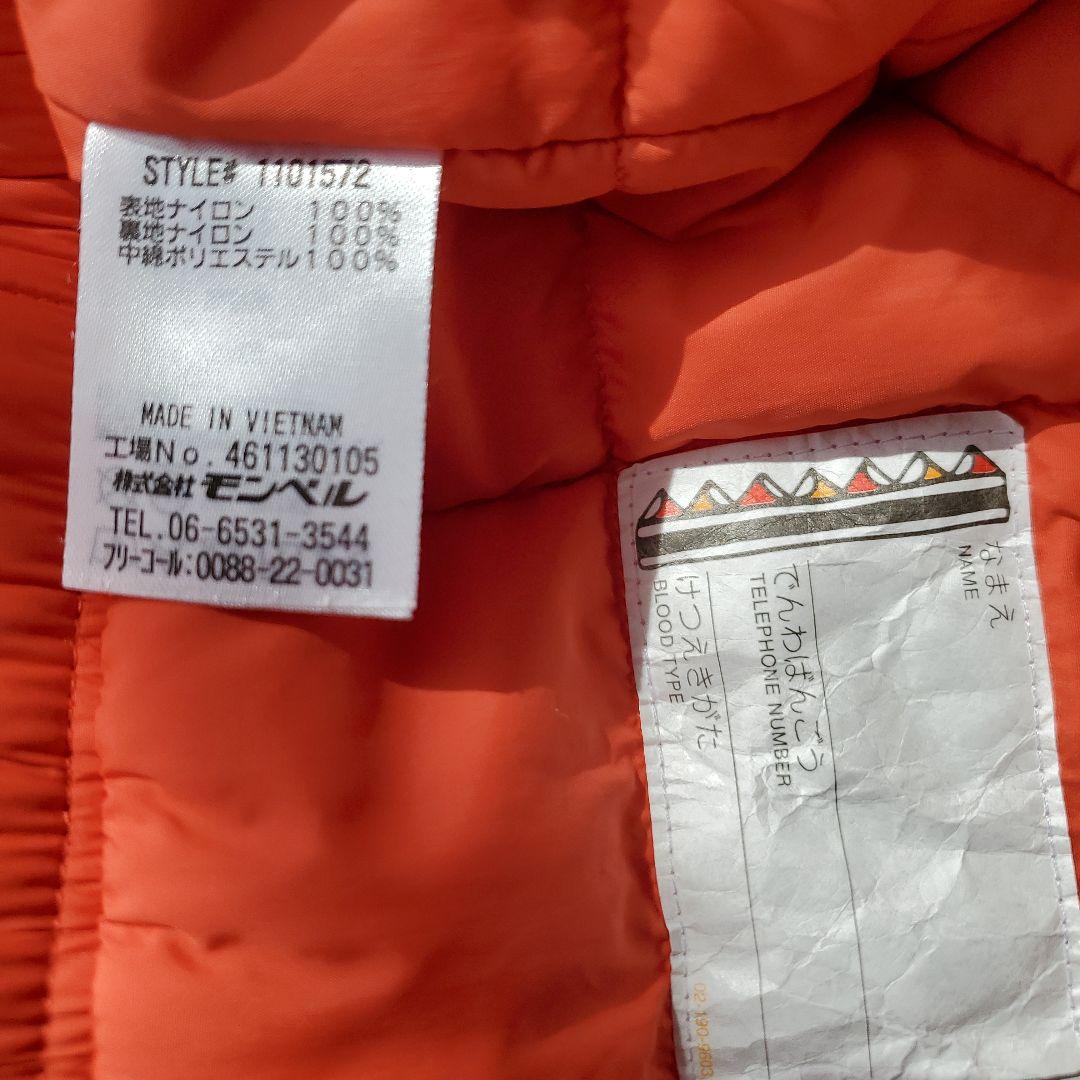 STYLE# 1101572
表地ナイロン 100%
裏地ナイロン 100%
中綿ポリエステル100%
MADE IN VIETNAM
工場No. 461130105
株式会社 モンベル
TEL.06-6531-3544
フリーコール:0088-22-0031
なまえ
NAME
でんわばんごう
TELEPHONE NUMBER
けつえきがた
BLOOD TYPE
02-190-9603